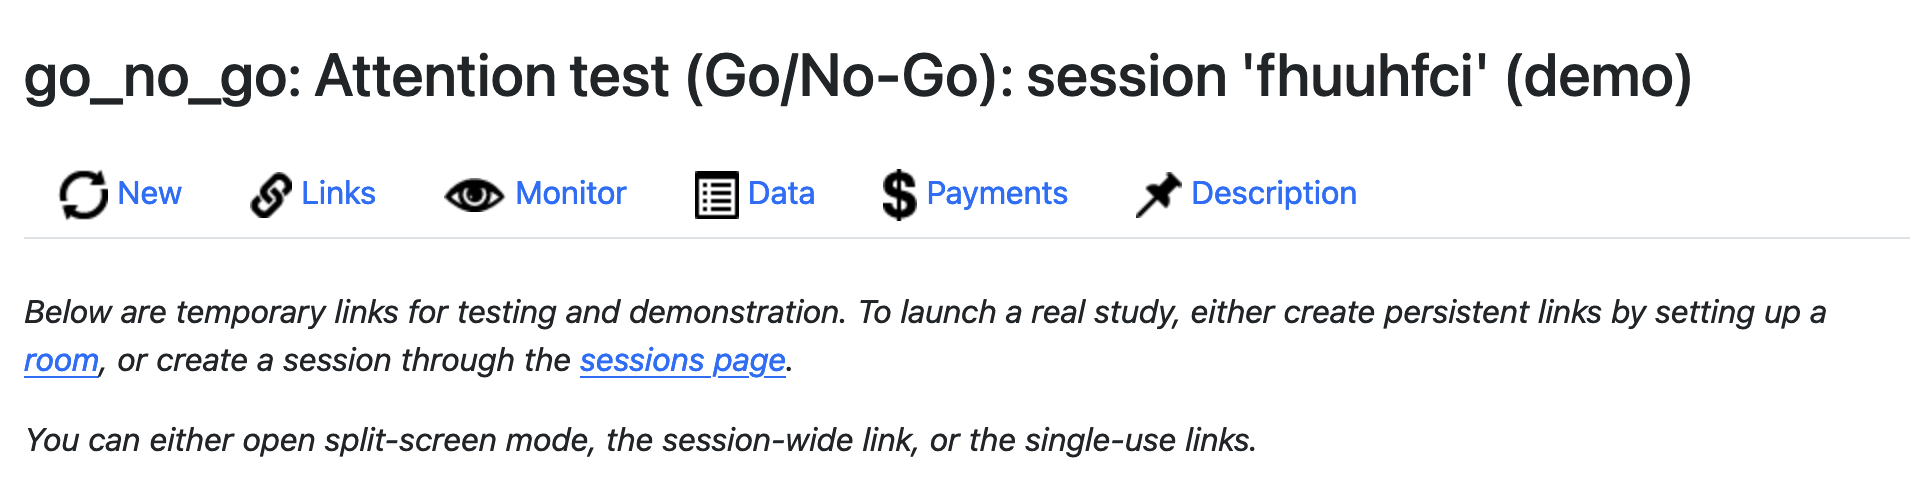 go_no_go: Attention test (Go/No-Go): session 'fhuuhfci' (demo)
New Links Monitor Data Payments Description
Below are temporary links for testing and demonstration. To launch a real study, either create persistent links by setting up a
room, or create a session through the sessions page.
You can either open split-screen mode, the session-wide link, or the single-use links.